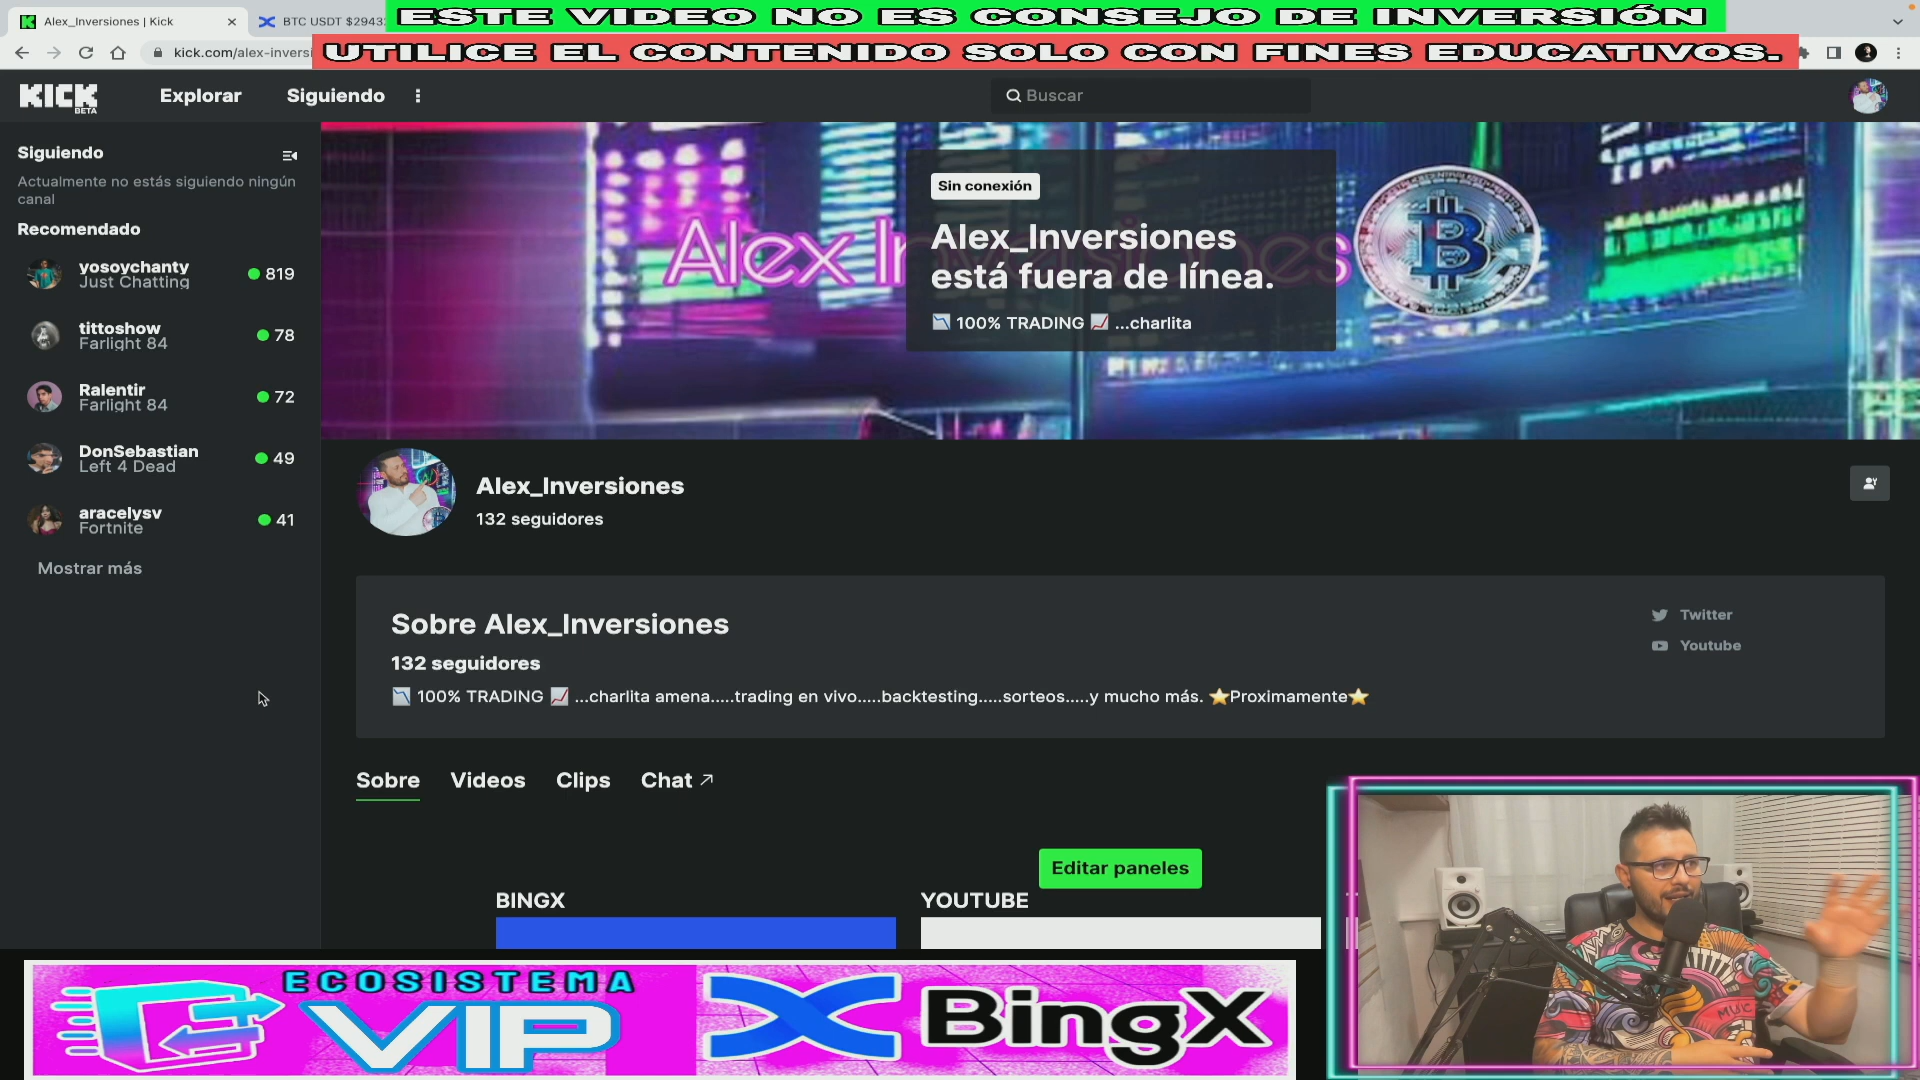 ESTE VIDEO NO ES CONSEJO DE INVERSIÓN
Alex_Inversiones | Kick
BTC USDT $2943
UTILICE EL CONTENIDO SOLO CON FINES EDUCATIVOS.
kick.com/alex-inversi
KICK
BETA
Explorar
Siguiendo
Buscar
Siguiendo
Actualmente no estás siguiendo ningún
canal
Recomendado
yosoychanty
819
Just Chatting
tittoshow
78
Farlight 84
Ralentir
72
Farlight 84
DonSebastian
49
Left 4 Dead
aracelysv
41
Fortnite
Mostrar más
Sin conexión
Alex_Inversiones
está fuera de línea.
📉 100% TRADING 📈 ...charlita
Alex In
es
Alex_Inversiones
132 seguidores
Sobre Alex_Inversiones
132 seguidores
📉 100% TRADING 📈 ...charlita amena.....trading en vivo.....backtesting.....sorteos.....y mucho más. ⭐Proximamente⭐
Twitter
Youtube
Sobre
Videos
Clips
Chat ↗
Editar paneles
BINGX
YOUTUBE
ECOSISTEMA
VIP
BingX